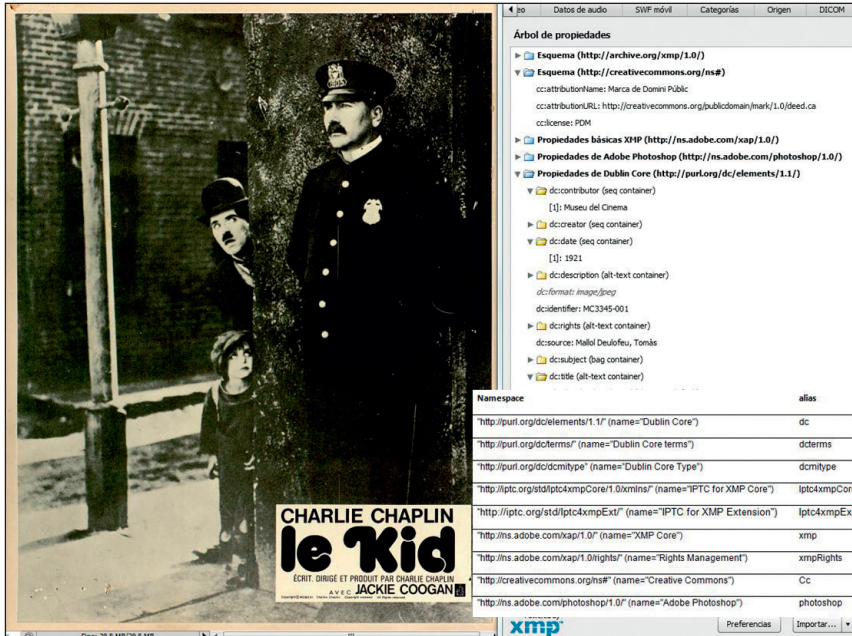 eo Datos de audio SWF móvil Categorías Origen DICOM
Árbol de propiedades
Esquema (http://archive.org/xmp/1.0/)
Esquema (http://creativecommons.org/ns#)
cc:attributionName: Marca de Domini Públic
cc:attributionURL: http://creativecommons.org/publicdomain/mark/1.0/deed.ca
cc:license: PDM
Propiedades básicas XMP (http://ns.adobe.com/xap/1.0/)
Propiedades de Adobe Photoshop (http://ns.adobe.com/photoshop/1.0/)
Propiedades de Dublin Core (http://purl.org/dc/elements/1.1/)
dc:contributor (seq container)
[1]: Museu del Cinema
dc:creator (seq container)
dc:date (seq container)
[1]: 1921
dc:description (alt-text container)
dc:format: image/jpeg
dc:identifier: MC3345-001
dc:rights (alt-text container)
dc:source: Mallol Deulofeu, Tomàs
dc:subject (bag container)
dc:title (alt-text container)
Namespace alias
"http://purl.org/dc/elements/1.1/" (name="Dublin Core") dc
"http://purl.org/dc/terms/" (name="Dublin Core terms") dcterms
"http://purl.org/dc/dcmitype" (name="Dublin Core Type") dcmitype
"http://iptc.org/std/Iptc4xmpCore/1.0/xmlns/" (name="IPTC for XMP Core") Iptc4xmpCore
"http://iptc.org/std/Iptc4xmpExt/" (name="IPTC for XMP Extension") Iptc4xmpEx
"http://ns.adobe.com/xap/1.0/" (name="XMP Core") xmp
"http://ns.adobe.com/xap/1.0/rights/" (name="Rights Management") xmpRights
"http://creativecommons.org/ns#" (name="Creative Commons") Cc
"http://ns.adobe.com/photoshop/1.0/" (name="Adobe Photoshop") photoshop
xmp Preferencias Importar...
CHARLIE CHAPLIN
le Kid
ÉCRIT. DIRIGÉ ET PRODUIT PAR CHARLIE CHAPLIN
AVEC JACKIE COOGAN